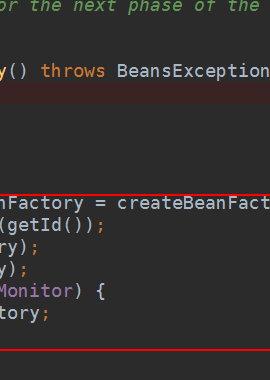 or the next phase of the
y() throws BeansException
nFactory = createBeanFact
(getId());
ry);
y);
Monitor) {
tory;